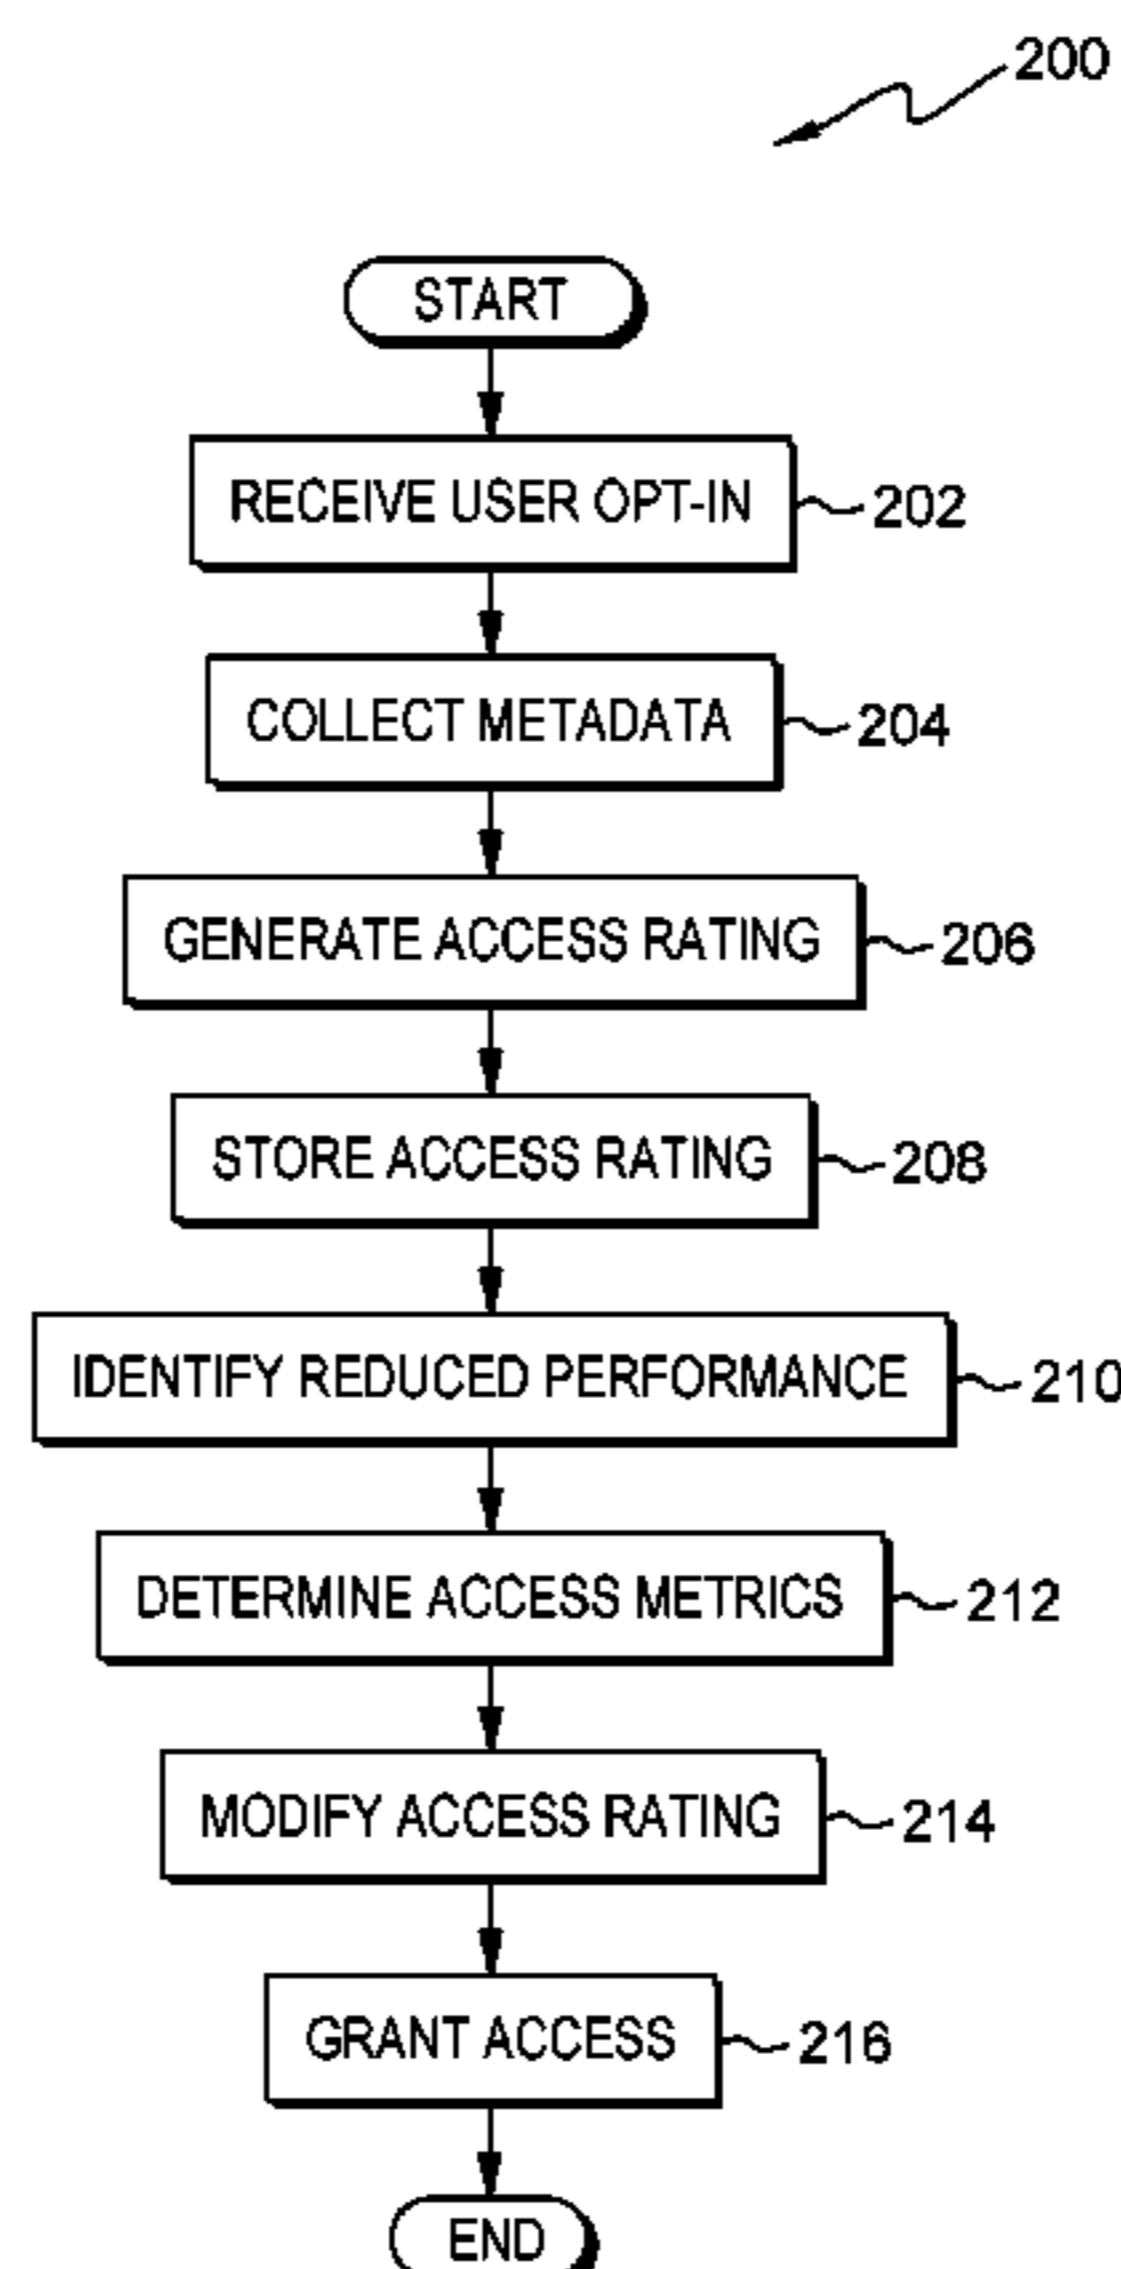 200
START
RECEIVE USER OPT-IN
202
COLLECT METADATA
204
GENERATE ACCESS RATING
206
STORE ACCESS RATING
208
IDENTIFY REDUCED PERFORMANCE
210
DETERMINE ACCESS METRICS
212
MODIFY ACCESS RATING
214
GRANT ACCESS
216
END